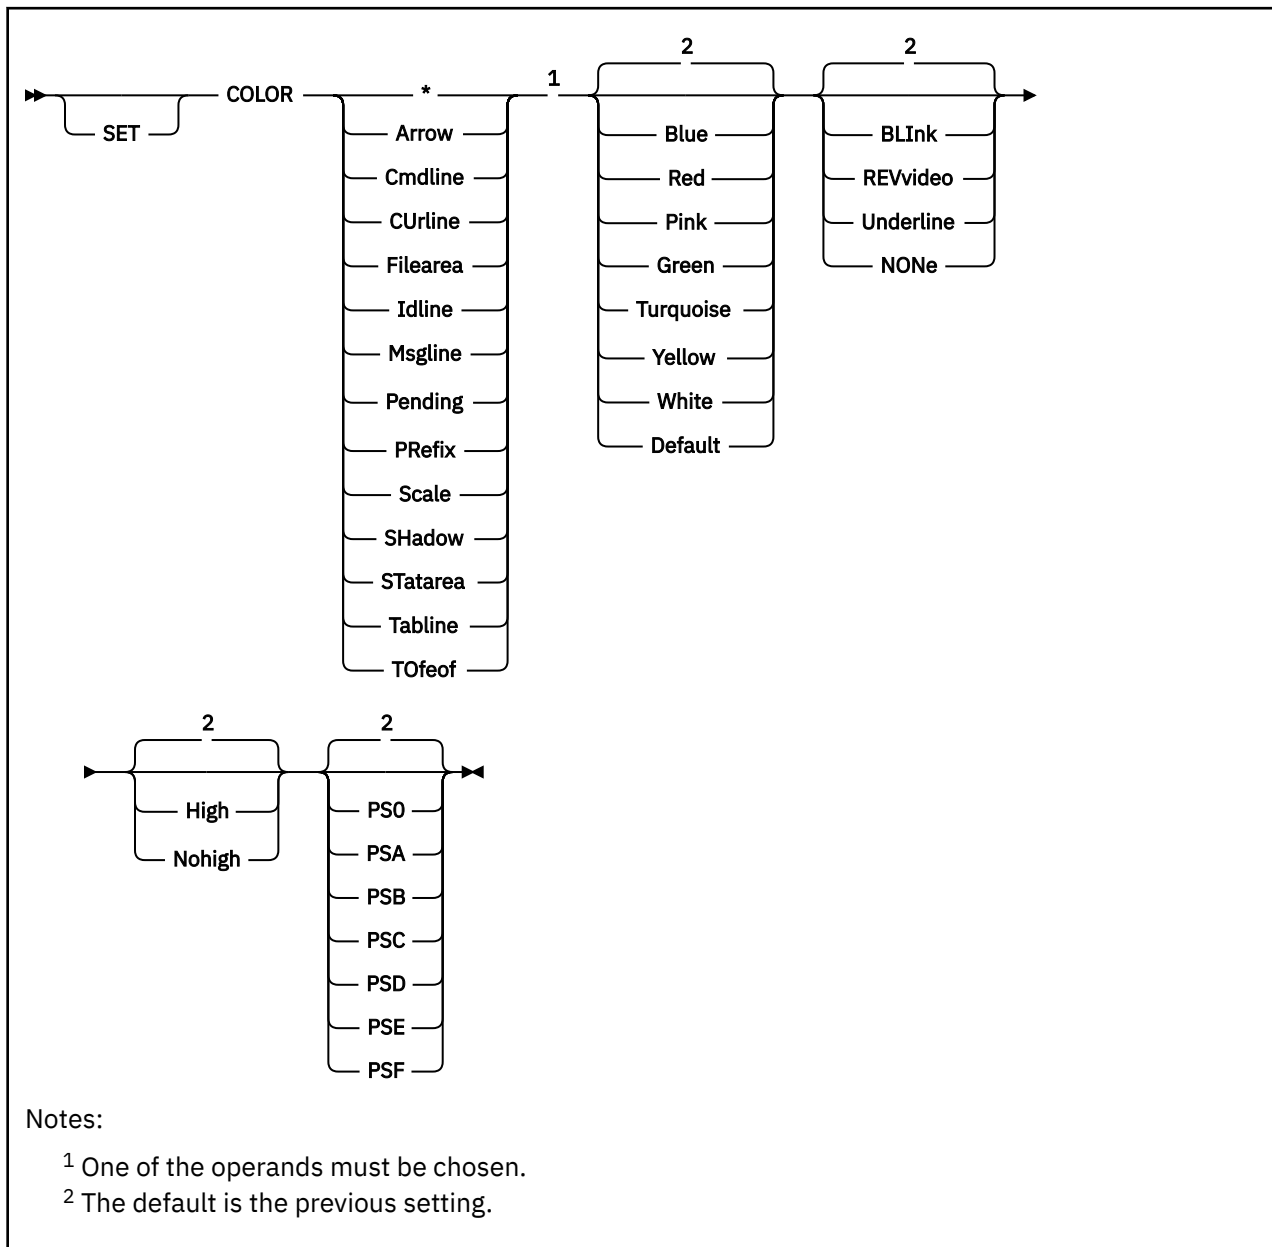 2 2
1
COLOR *
SET Arrow Blue BLInk
Cmdline Red REVvideo
CUrline Pink Underline
Filearea Green NONe
Idline Turquoise
Msgline Yellow
Pending White
PRefix Default
Scale
SHadow
STatarea
Tabline
TOfeof
2 2
High PS0
Nohigh PSA
PSB
PSC
PSD
PSE
PSF
Notes:
1 One of the operands must be chosen.
2 The default is the previous setting.